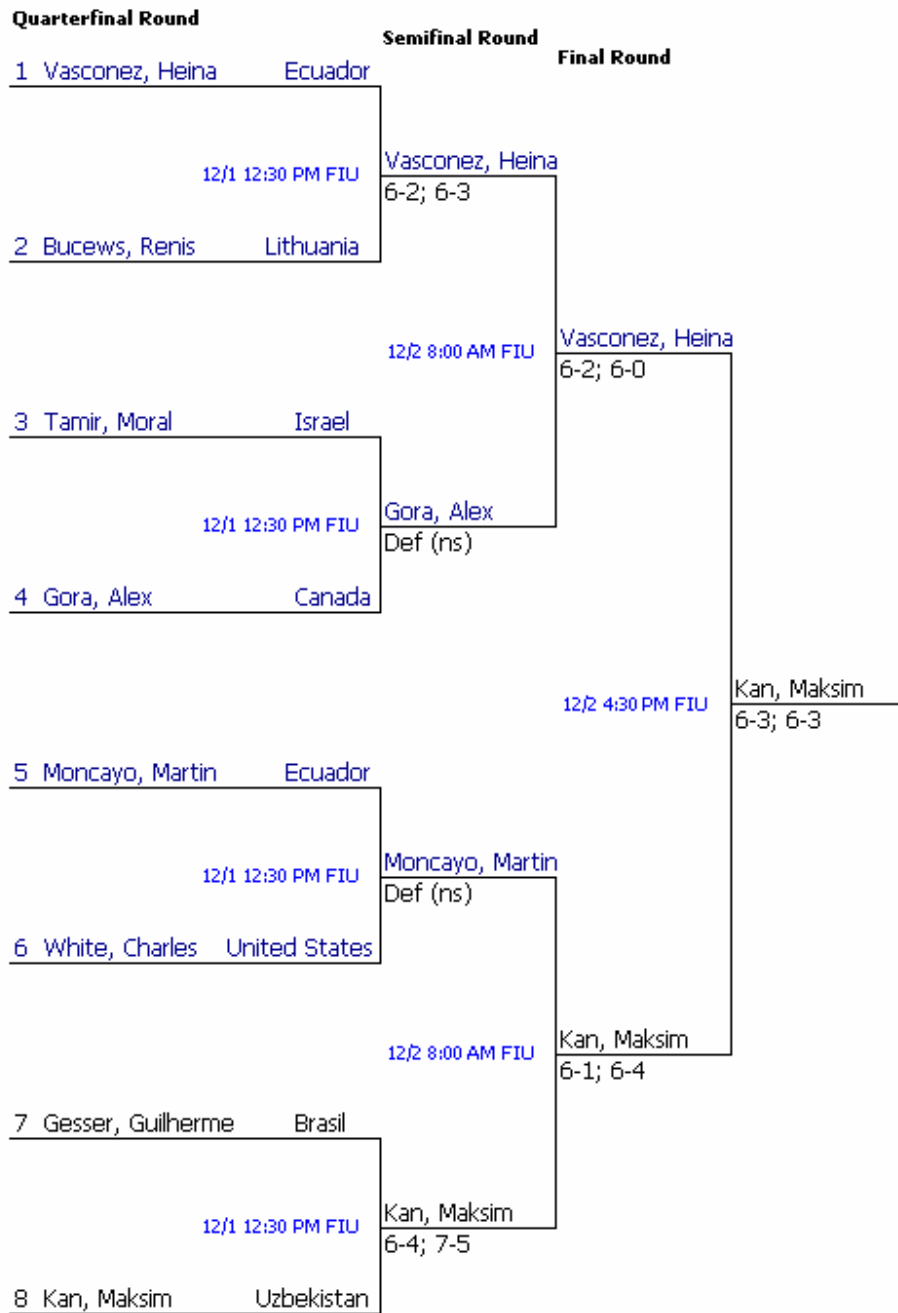 Quarterfinal Round
Semifinal Round
Final Round
1 Vasconez, Heina Ecuador
12/1 12:30 PM FIU
Vasconez, Heina
6-2; 6-3
2 Bucews, Renis Lithuania
12/2 8:00 AM FIU
Vasconez, Heina
6-2; 6-0
3 Tamir, Moral Israel
12/1 12:30 PM FIU
Gora, Alex
Def (ns)
4 Gora, Alex Canada
12/2 4:30 PM FIU
Kan, Maksim
6-3; 6-3
5 Moncayo, Martin Ecuador
12/1 12:30 PM FIU
Moncayo, Martin
Def (ns)
6 White, Charles United States
12/2 8:00 AM FIU
Kan, Maksim
6-1; 6-4
7 Gesser, Guilherme Brasil
12/1 12:30 PM FIU
Kan, Maksim
6-4; 7-5
8 Kan, Maksim Uzbekistan